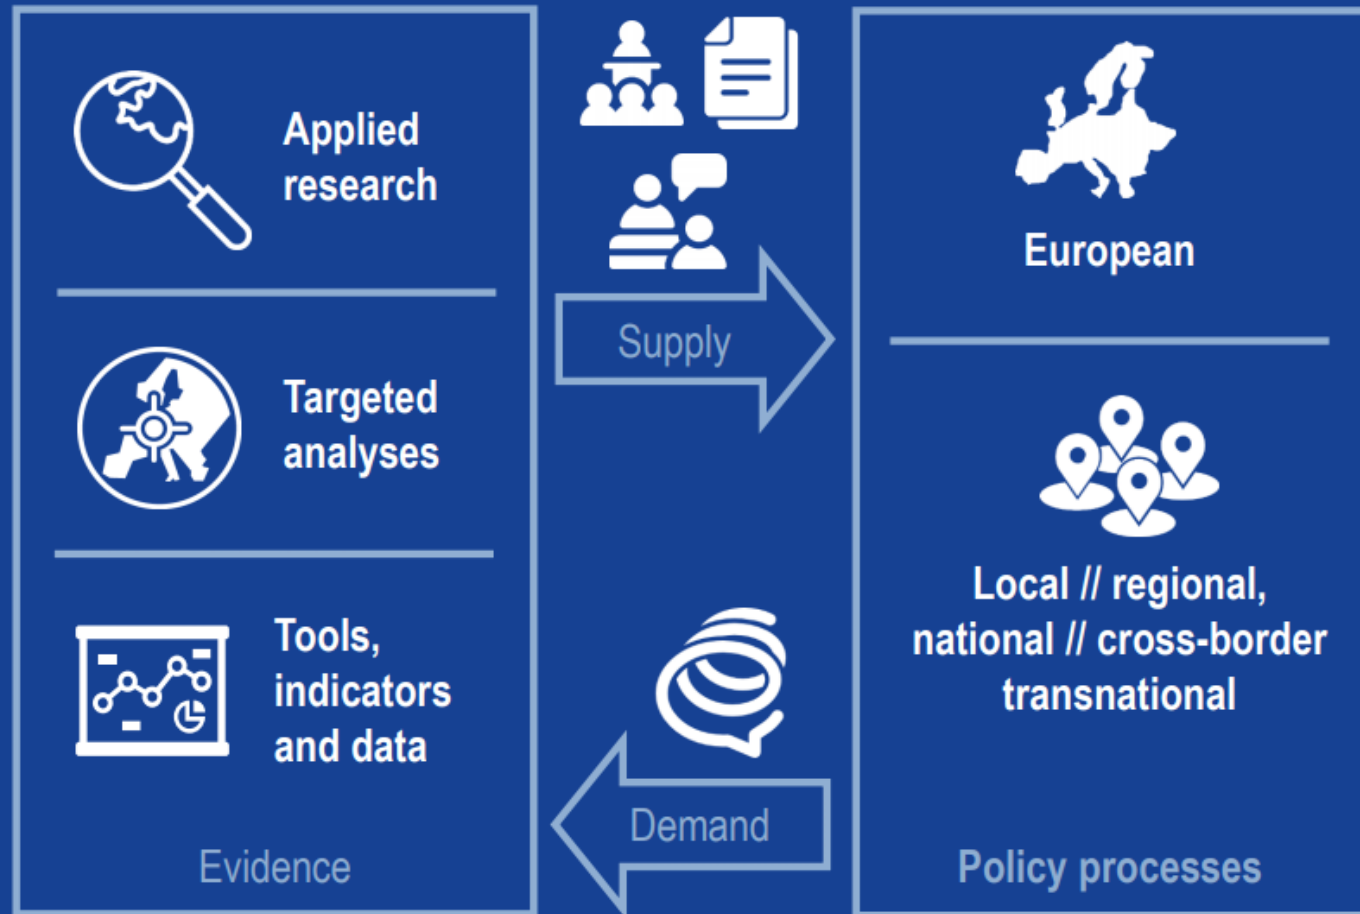 Applied
research
Targeted
analyses
Tools,
indicators
and data
Evidence
Supply
Demand
European
Local // regional,
national // cross-border
transnational
Policy processes